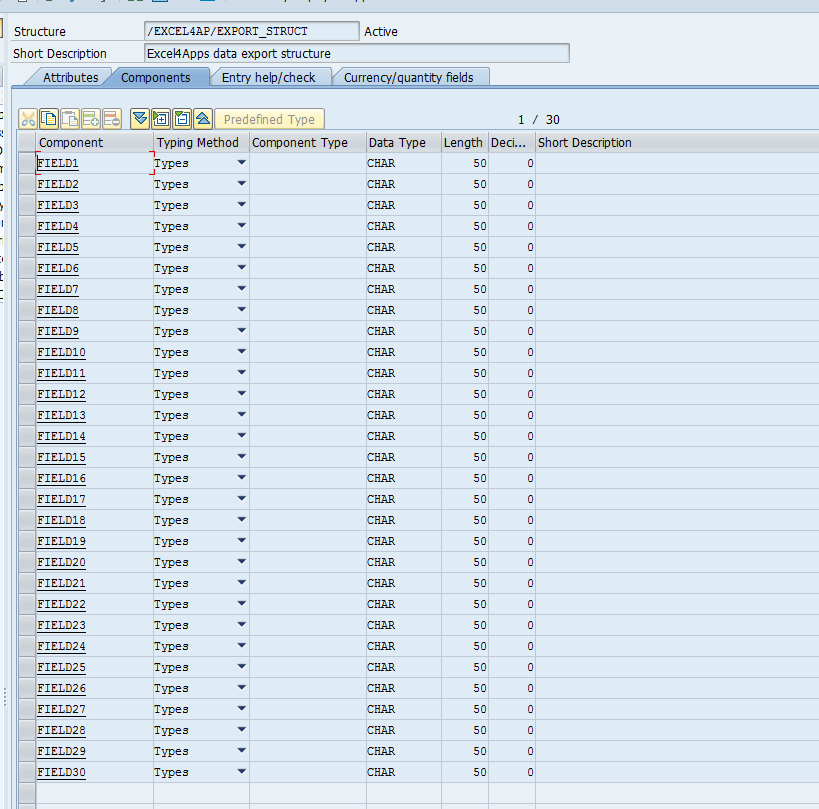 Structure /EXCEL4AP/EXPORT_STRUCT Active
Short Description Excel4Apps data export structure
Attributes Components Entry help/check Currency/quantity fields
Predefined Type 1 / 30
Component Typing Method Component Type Data Type Length Deci... Short Description
FIELD1 Types CHAR 50 0
FIELD2 Types CHAR 50 0
FIELD3 Types CHAR 50 0
FIELD4 Types CHAR 50 0
FIELD5 Types CHAR 50 0
FIELD6 Types CHAR 50 0
FIELD7 Types CHAR 50 0
FIELD8 Types CHAR 50 0
FIELD9 Types CHAR 50 0
FIELD10 Types CHAR 50 0
FIELD11 Types CHAR 50 0
FIELD12 Types CHAR 50 0
FIELD13 Types CHAR 50 0
FIELD14 Types CHAR 50 0
FIELD15 Types CHAR 50 0
FIELD16 Types CHAR 50 0
FIELD17 Types CHAR 50 0
FIELD18 Types CHAR 50 0
FIELD19 Types CHAR 50 0
FIELD20 Types CHAR 50 0
FIELD21 Types CHAR 50 0
FIELD22 Types CHAR 50 0
FIELD23 Types CHAR 50 0
FIELD24 Types CHAR 50 0
FIELD25 Types CHAR 50 0
FIELD26 Types CHAR 50 0
FIELD27 Types CHAR 50 0
FIELD28 Types CHAR 50 0
FIELD29 Types CHAR 50 0
FIELD30 Types CHAR 50 0